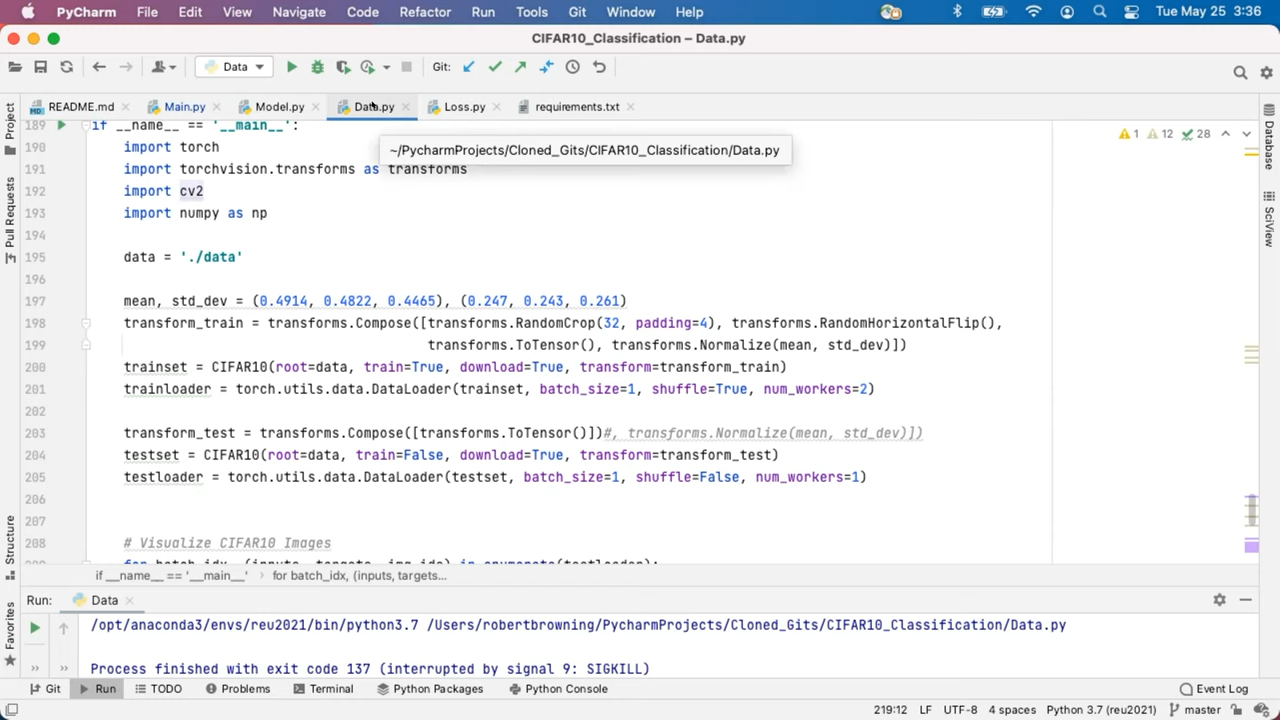 PyCharm File Edit View Navigate Code Refactor Run Tools Git Window Help Tue May 25 3:36
CIFAR10_Classification – Data.py
Data Git:
README.md Main.py Model.py Data.py Loss.py requirements.txt
189 if __name__ == '__main__': 1 12 28
~/PycharmProjects/Cloned_Gits/CIFAR10_Classification/Data.py
190 import torch
191 import torchvision.transforms as transforms
192 import cv2
193 import numpy as np
194
195 data = './data'
196
197 mean, std_dev = (0.4914, 0.4822, 0.4465), (0.247, 0.243, 0.261)
198 transform_train = transforms.Compose([transforms.RandomCrop(32, padding=4), transforms.RandomHorizontalFlip(),
199 transforms.ToTensor(), transforms.Normalize(mean, std_dev)])
200 trainset = CIFAR10(root=data, train=True, download=True, transform=transform_train)
201 trainloader = torch.utils.data.DataLoader(trainset, batch_size=1, shuffle=True, num_workers=2)
202
203 transform_test = transforms.Compose([transforms.ToTensor()])#, transforms.Normalize(mean, std_dev)])
204 testset = CIFAR10(root=data, train=False, download=True, transform=transform_test)
205 testloader = torch.utils.data.DataLoader(testset, batch_size=1, shuffle=False, num_workers=1)
206
207
208 # Visualize CIFAR10 Images
if __name__ == '__main__' › for batch_idx, (inputs, targets...
Run: Data
/opt/anaconda3/envs/reu2021/bin/python3.7 /Users/robertbrowning/PycharmProjects/Cloned_Gits/CIFAR10_Classification/Data.py
Process finished with exit code 137 (interrupted by signal 9: SIGKILL)
Git Run TODO Problems Terminal Python Packages Python Console Event Log
219:12 LF UTF-8 4 spaces Python 3.7 (reu2021) master
Project
Pull Requests
Structure
Favorites
Database
SciView